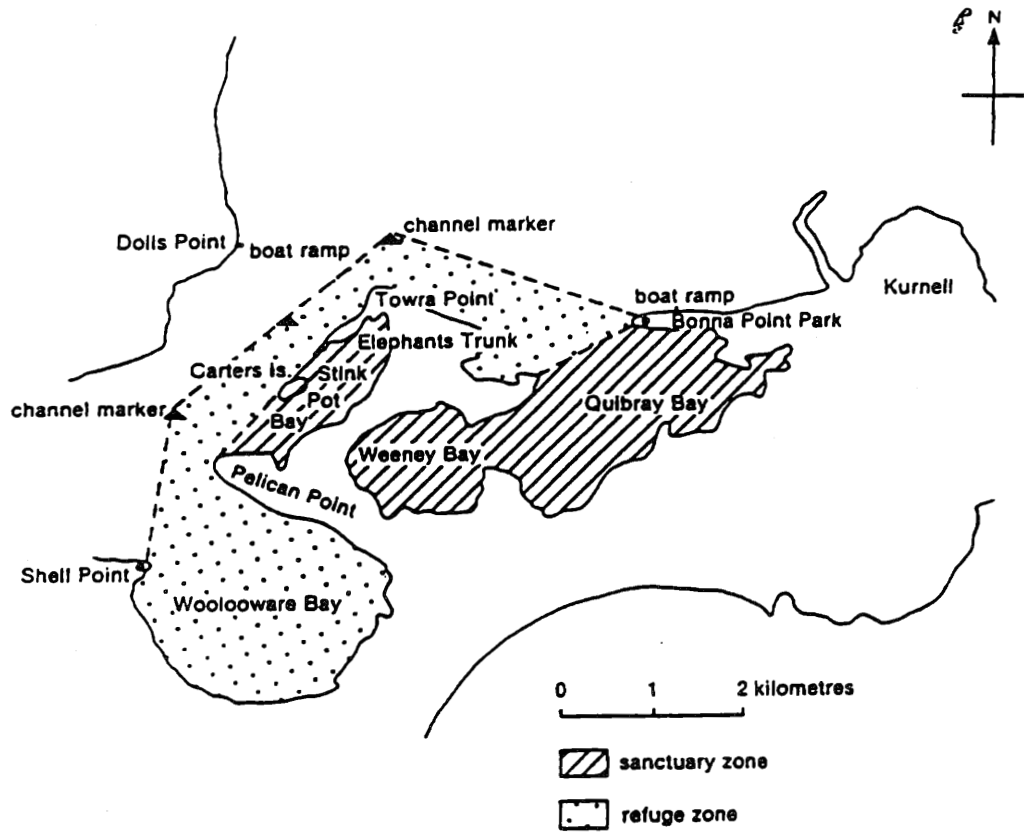 N
channel marker
Dolls Point
boat ramp
Kurnell
Towra Point
boat ramp
Bonna Point Park
Elephants Trunk
Carters Is.
Stink
Pot
Bay
channel marker
Quibray Bay
Weeney Bay
Pelican Point
Shell Point
Woolooware Bay
0 1 2 kilometres
sanctuary zone
refuge zone